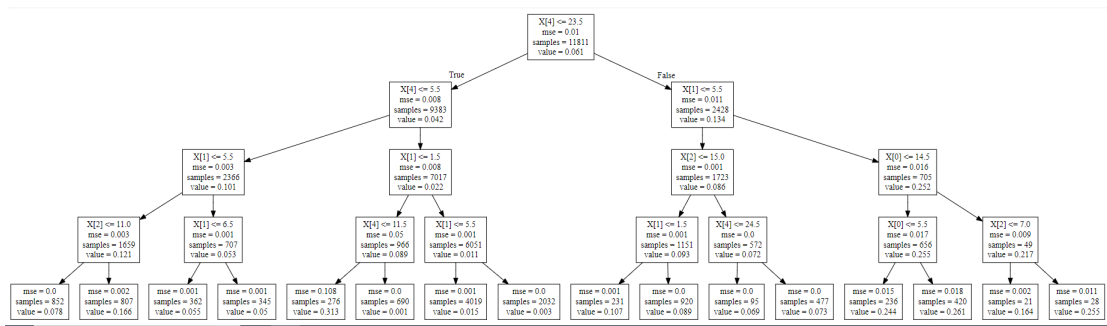 X[4] <= 23.5
mse = 0.01
samples = 11811
value = 0.061
True
False
X[4] <= 5.5
mse = 0.008
samples = 9383
value = 0.042
X[1] <= 5.5
mse = 0.011
samples = 2428
value = 0.134
X[1] <= 5.5
mse = 0.003
samples = 2366
value = 0.101
X[1] <= 1.5
mse = 0.008
samples = 7017
value = 0.022
X[2] <= 15.0
mse = 0.001
samples = 1723
value = 0.086
X[0] <= 14.5
mse = 0.016
samples = 705
value = 0.252
X[2] <= 11.0
mse = 0.003
samples = 1659
value = 0.121
X[1] <= 6.5
mse = 0.001
samples = 707
value = 0.053
X[4] <= 11.5
mse = 0.05
samples = 966
value = 0.089
X[1] <= 5.5
mse = 0.001
samples = 6051
value = 0.011
X[1] <= 1.5
mse = 0.001
samples = 1151
value = 0.093
X[4] <= 24.5
mse = 0.0
samples = 572
value = 0.072
X[0] <= 5.5
mse = 0.017
samples = 656
value = 0.255
X[2] <= 7.0
mse = 0.009
samples = 49
value = 0.217
mse = 0.0
samples = 852
value = 0.078
mse = 0.002
samples = 807
value = 0.166
mse = 0.001
samples = 362
value = 0.055
mse = 0.001
samples = 345
value = 0.05
mse = 0.108
samples = 276
value = 0.313
mse = 0.0
samples = 690
value = 0.001
mse = 0.001
samples = 4019
value = 0.015
mse = 0.0
samples = 2032
value = 0.003
mse = 0.001
samples = 231
value = 0.107
mse = 0.0
samples = 920
value = 0.089
mse = 0.0
samples = 95
value = 0.069
mse = 0.0
samples = 477
value = 0.073
mse = 0.015
samples = 236
value = 0.244
mse = 0.018
samples = 420
value = 0.261
mse = 0.002
samples = 21
value = 0.164
mse = 0.011
samples = 28
value = 0.255